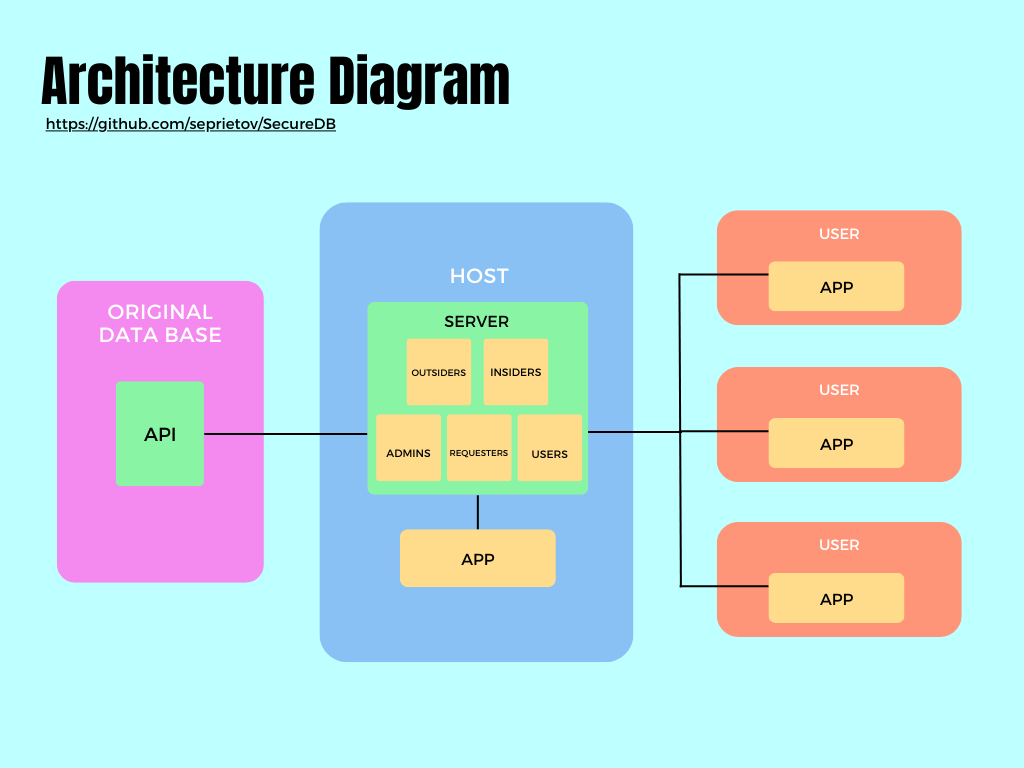 Architecture Diagram
https://github.com/seprietov/SecureDB
ORIGINAL
DATA BASE
API
HOST
SERVER
OUTSIDERS
INSIDERS
ADMINS
REQUESTERS
USERS
APP
USER
APP
USER
APP
USER
APP